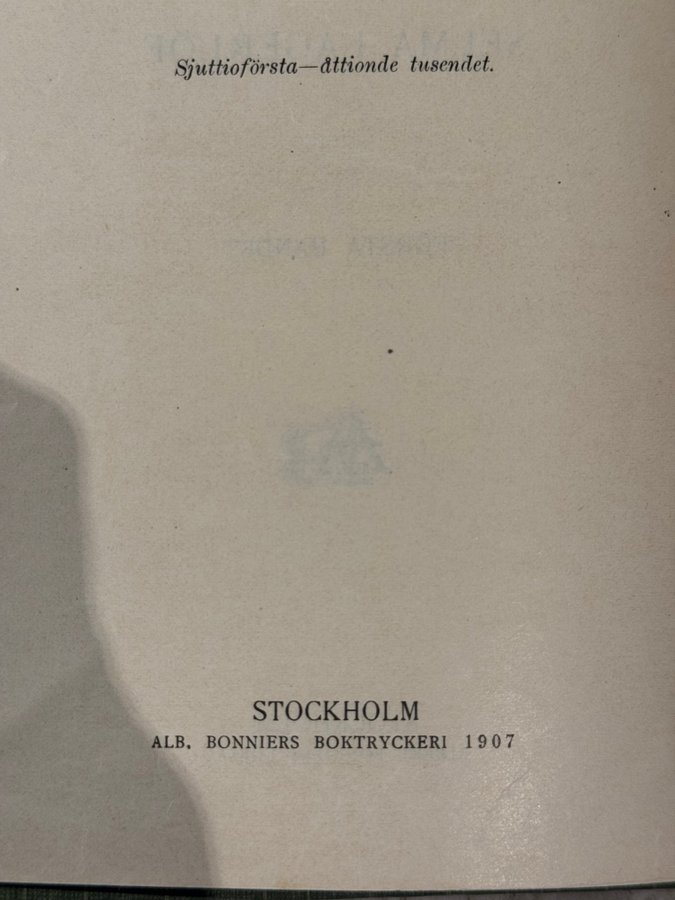 Sjuttioförsta—åttionde tusendet.
STOCKHOLM
ALB. BONNIERS BOKTRYCKERI 1907